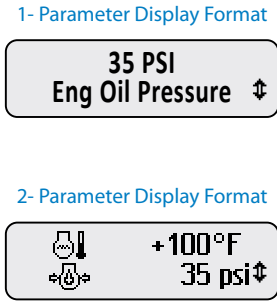 1- Parameter Display Format
35 PSI
Eng Oil Pressure
2- Parameter Display Format
+100°F
35 psi